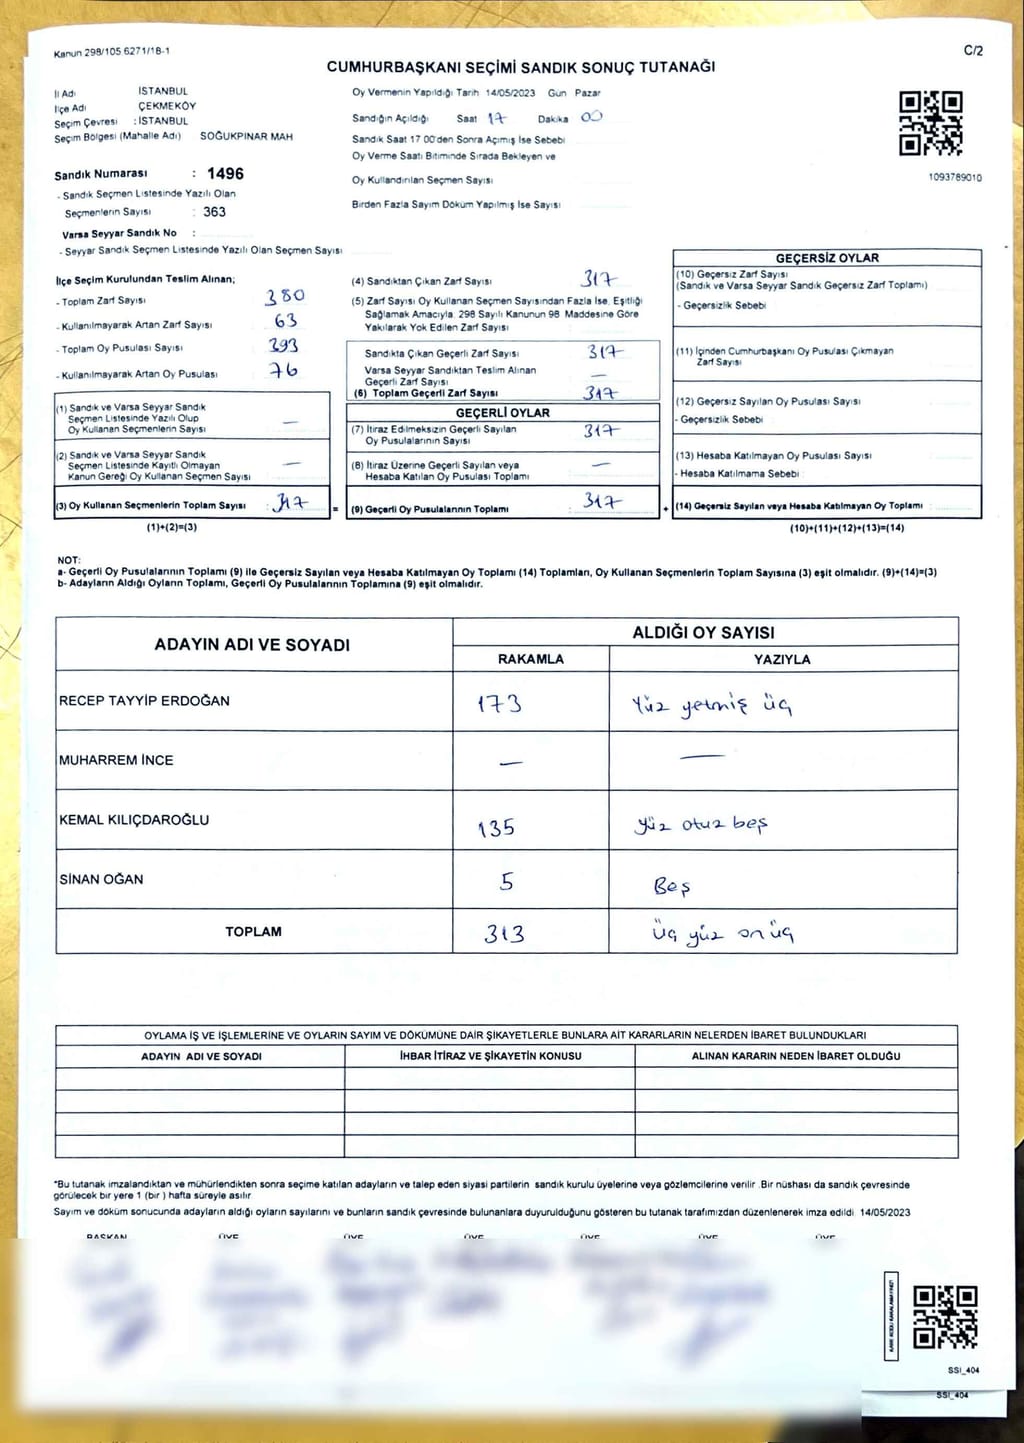 Kanun 298/105 6271/1B-1
C/2
CUMHURBAŞKANI SEÇİMİ SANDIK SONUÇ TUTANAĞI
İl Adı İSTANBUL
İlçe Adı ÇEKMEKÖY
Seçim Çevresi : İSTANBUL
Seçim Bölgesi (Mahalle Adı) SOĞUKPINAR MAH
Sandık Numarası : 1496
- Sandık Seçmen Listesinde Yazılı Olan
Seçmenlerin Sayısı : 363
Varsa Seyyar Sandık No :
- Seyyar Sandık Seçmen Listesinde Yazılı Olan Seçmen Sayısı
Oy Vermenin Yapıldığı Tarih 14/05/2023 Gün Pazar
Sandığın Açıldığı Saat 17 Dakika 00
Sandık Saat 17 00'den Sonra Açımış İse Sebebi
Oy Verme Saati Bitiminde Sırada Bekleyen ve
Oy Kullandırılan Seçmen Sayısı
Birden Fazla Sayım Döküm Yapılmış İse Sayısı
1093789010
İlçe Seçim Kurulundan Teslim Alınan;
- Toplam Zarf Sayısı 380
- Kullanılmayarak Artan Zarf Sayısı 63
- Toplam Oy Pusulası Sayısı 393
- Kullanılmayarak Artan Oy Pusulası 76
(1) Sandık ve Varsa Seyyar Sandık
Seçmen Listesinde Yazılı Olup
Oy Kullanan Seçmenlerin Sayısı —
(2) Sandık ve Varsa Seyyar Sandık
Seçmen Listesinde Kayıtlı Olmayan
Kanun Gereği Oy Kullanan Seçmen Sayısı —
(3) Oy Kullanan Seçmenlerin Toplam Sayısı : 317 =
(1)+(2)=(3)
(4) Sandıktan Çıkan Zarf Sayısı 317
(5) Zarf Sayısı Oy Kullanan Seçmen Sayısından Fazla İse, Eşitliği
Sağlamak Amacıyla, 298 Sayılı Kanunun 98 Maddesine Göre
Yakılarak Yok Edilen Zarf Sayısı
Sandıkta Çıkan Geçerli Zarf Sayısı 317
Varsa Seyyar Sandıktan Teslim Alınan
Geçerli Zarf Sayısı —
(6) Toplam Geçerli Zarf Sayısı 317
GEÇERLİ OYLAR
(7) İtiraz Edilmeksizin Geçerli Sayılan
Oy Pusulalarının Sayısı 317
(8) İtiraz Üzerine Geçerli Sayılan veya
Hesaba Katılan Oy Pusulası Toplamı —
(9) Geçerli Oy Pusulalarının Toplamı : 317 +
GEÇERSİZ OYLAR
(10) Geçersiz Zarf Sayısı
(Sandık ve Varsa Seyyar Sandık Geçersiz Zarf Toplamı)
- Geçersizlik Sebebi
(11) İçinden Cumhurbaşkanı Oy Pusulası Çıkmayan
Zarf Sayısı
(12) Geçersiz Sayılan Oy Pusulası Sayısı
- Geçersizlik Sebebi
(13) Hesaba Katılmayan Oy Pusulası Sayısı
- Hesaba Katılmama Sebebi
(14) Geçersiz Sayılan veya Hesaba Katılmayan Oy Toplamı :
(10)+(11)+(12)+(13)=(14)
NOT:
a- Geçerli Oy Pusulalarının Toplamı (9) ile Geçersiz Sayılan veya Hesaba Katılmayan Oy Toplamı (14) Toplamları, Oy Kullanan Seçmenlerin Toplam Sayısına (3) eşit olmalıdır. (9)+(14)=(3)
b- Adayların Aldığı Oyların Toplamı, Geçerli Oy Pusulalarının Toplamına (9) eşit olmalıdır.
ADAYIN ADI VE SOYADI
ALDIĞI OY SAYISI
RAKAMLA YAZIYLA
RECEP TAYYİP ERDOĞAN 173 Yüz yetmiş üç
MUHARREM İNCE — —
KEMAL KILIÇDAROĞLU 135 yüz otuz beş
SİNAN OĞAN 5 Beş
TOPLAM 313 üç yüz on üç
OYLAMA İŞ VE İŞLEMLERİNE VE OYLARIN SAYIM VE DÖKÜMÜNE DAİR ŞİKAYETLERLE BUNLARA AİT KARARLARIN NELERDEN İBARET BULUNDUKLARI
ADAYIN ADI VE SOYADI İHBAR İTİRAZ VE ŞİKAYETİN KONUSU ALINAN KARARIN NEDEN İBARET OLDUĞU
*Bu tutanak imzalandıktan ve mühürlendikten sonra seçime katılan adayların ve talep eden siyasi partilerin sandık kurulu üyelerine veya gözlemcilerine verilir .Bir nüshası da sandık çevresinde
görülecek bir yere 1 (bir ) hafta süreyle asılır
Sayım ve döküm sonucunda adayların aldığı oyların sayılarını ve bunların sandık çevresinde bulunanlara duyurulduğunu gösteren bu tutanak tarafımızdan düzenlenerek imza edildi 14/05/2023
BAŞKAN ÜYE ÜYE ÜYE ÜYE ÜYE ÜYE
SSI_404
SSI_404